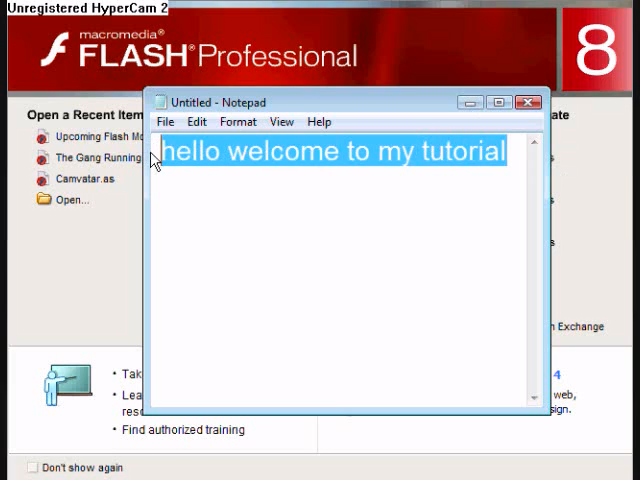 Unregistered HyperCam 2
macromedia®
FLASH® Professional
8
Untitled - Notepad
File Edit Format View Help
hello welcome to my tutorial
Open a Recent Item
Upcoming Flash Mo
The Gang Running
Camvatar.as
Open...
ate
s
s
s
n Exchange
• Tak
• Lea
reso
• Find authorized training
4
web,
sign.
Don't show again